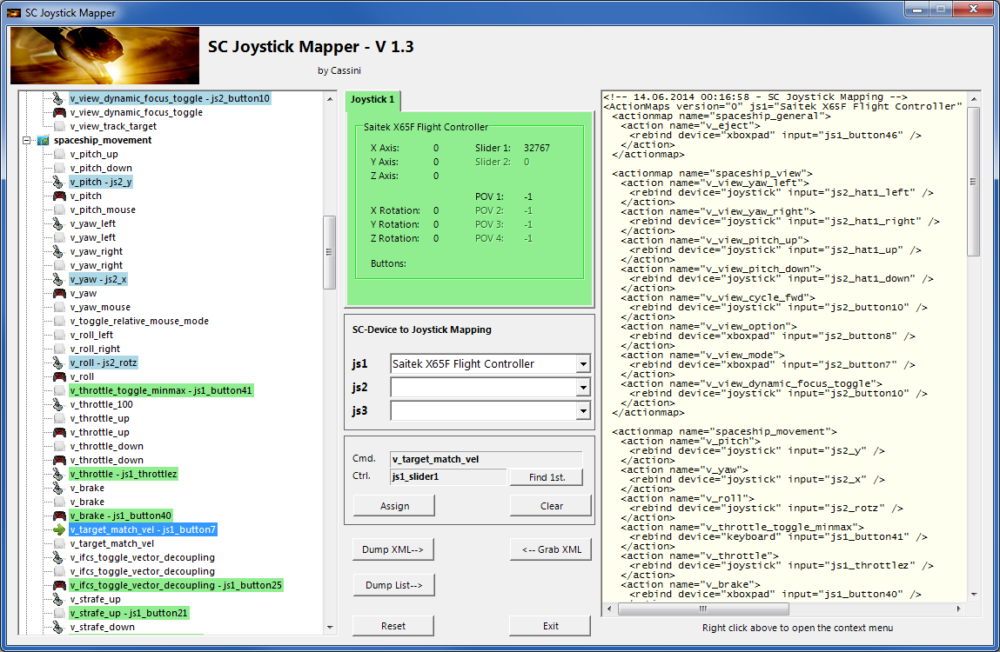 SC Joystick Mapper
SC Joystick Mapper - V 1.3
by Cassini
v_view_dynamic_focus_toggle - js2_button10
v_view_dynamic_focus_toggle
v_view_track_target
spaceship_movement
v_pitch_up
v_pitch_down
v_pitch - js2_y
v_pitch
v_pitch_mouse
v_yaw_left
v_yaw_left
v_yaw_right
v_yaw_right
v_yaw - js2_x
v_yaw
v_yaw_mouse
v_toggle_relative_mouse_mode
v_roll_left
v_roll_right
v_roll - js2_rotz
v_roll
v_throttle_toggle_minmax - js1_button41
v_throttle_100
v_throttle_up
v_throttle_up
v_throttle_down
v_throttle_down
v_throttle - js1_throttlez
v_brake
v_brake
v_brake - js1_button40
v_target_match_vel - js1_button7
v_target_match_vel
v_ifcs_toggle_vector_decoupling
v_ifcs_toggle_vector_decoupling
v_ifcs_toggle_vector_decoupling - js1_button25
v_strafe_up
v_strafe_up - js1_button21
v_strafe_down
Joystick 1
Saitek X65F Flight Controller
X Axis: 0 Slider 1: 32767
Y Axis: 0 Slider 2: 0
Z Axis: 0
POV 1: -1
X Rotation: 0 POV 2: -1
Y Rotation: 0 POV 3: -1
Z Rotation: 0 POV 4: -1
Buttons:
SC-Device to Joystick Mapping
js1 Saitek X65F Flight Controller
js2
js3
Cmd. v_target_match_vel
Ctrl. js1_slider1 Find 1st.
Assign Clear
Dump XML--> <-- Grab XML
Dump List-->
Reset Exit
<!-- 14.06.2014 00:16:58 - SC Joystick Mapping -->
<ActionMaps version="0" js1="Saitek X65F Flight Controller"
<actionmap name="spaceship_general">
<action name="v_eject">
<rebind device="xboxpad" input="js1_button46" />
</action>
</actionmap>
<actionmap name="spaceship_view">
<action name="v_view_yaw_left">
<rebind device="joystick" input="js2_hat1_left" />
</action>
<action name="v_view_yaw_right">
<rebind device="joystick" input="js2_hat1_right" />
</action>
<action name="v_view_pitch_up">
<rebind device="joystick" input="js2_hat1_up" />
</action>
<action name="v_view_pitch_down">
<rebind device="joystick" input="js2_hat1_down" />
</action>
<action name="v_view_cycle_fwd">
<rebind device="joystick" input="js2_button10" />
</action>
<action name="v_view_option">
<rebind device="xboxpad" input="js2_button8" />
</action>
<action name="v_view_mode">
<rebind device="xboxpad" input="js2_button7" />
</action>
<action name="v_view_dynamic_focus_toggle">
<rebind device="joystick" input="js2_button10" />
</action>
</actionmap>
<actionmap name="spaceship_movement">
<action name="v_pitch">
<rebind device="joystick" input="js2_y" />
</action>
<action name="v_yaw">
<rebind device="joystick" input="js2_x" />
</action>
<action name="v_roll">
<rebind device="joystick" input="js2_rotz" />
</action>
<action name="v_throttle_toggle_minmax">
<rebind device="keyboard" input="js1_button41" />
</action>
<action name="v_throttle">
<rebind device="joystick" input="js1_throttlez" />
</action>
<action name="v_brake">
<rebind device="xboxpad" input="js1_button40" />
Right click above to open the context menu